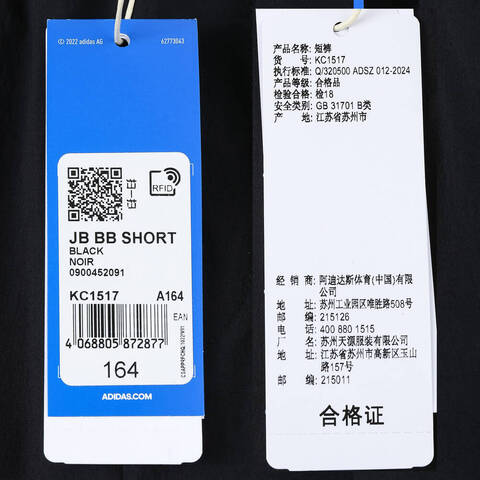 © 2022 adidas AG 62773043
RFID
JB BB SHORT
BLACK
NOIR
0900452091
KC1517 A164
EAN
4 068805 872877
164
ADIDAS.COM
产品名称: 短裤
货 号: KC1517
执行标准: Q/320500 ADSZ 012-2024
产品等级: 合格品
检验合格: 检18
安全类别: GB 31701 B类
产 地: 江苏省苏州市
经 销 商: 阿迪达斯体育(中国)有限
公司
地 址: 苏州工业园区唯胜路508号
邮 编: 215126
电 话: 400 880 1515
厂 名: 苏州天源服装有限公司
地 址: 江苏省苏州市高新区玉山
路157号
邮 编: 215011
合格证